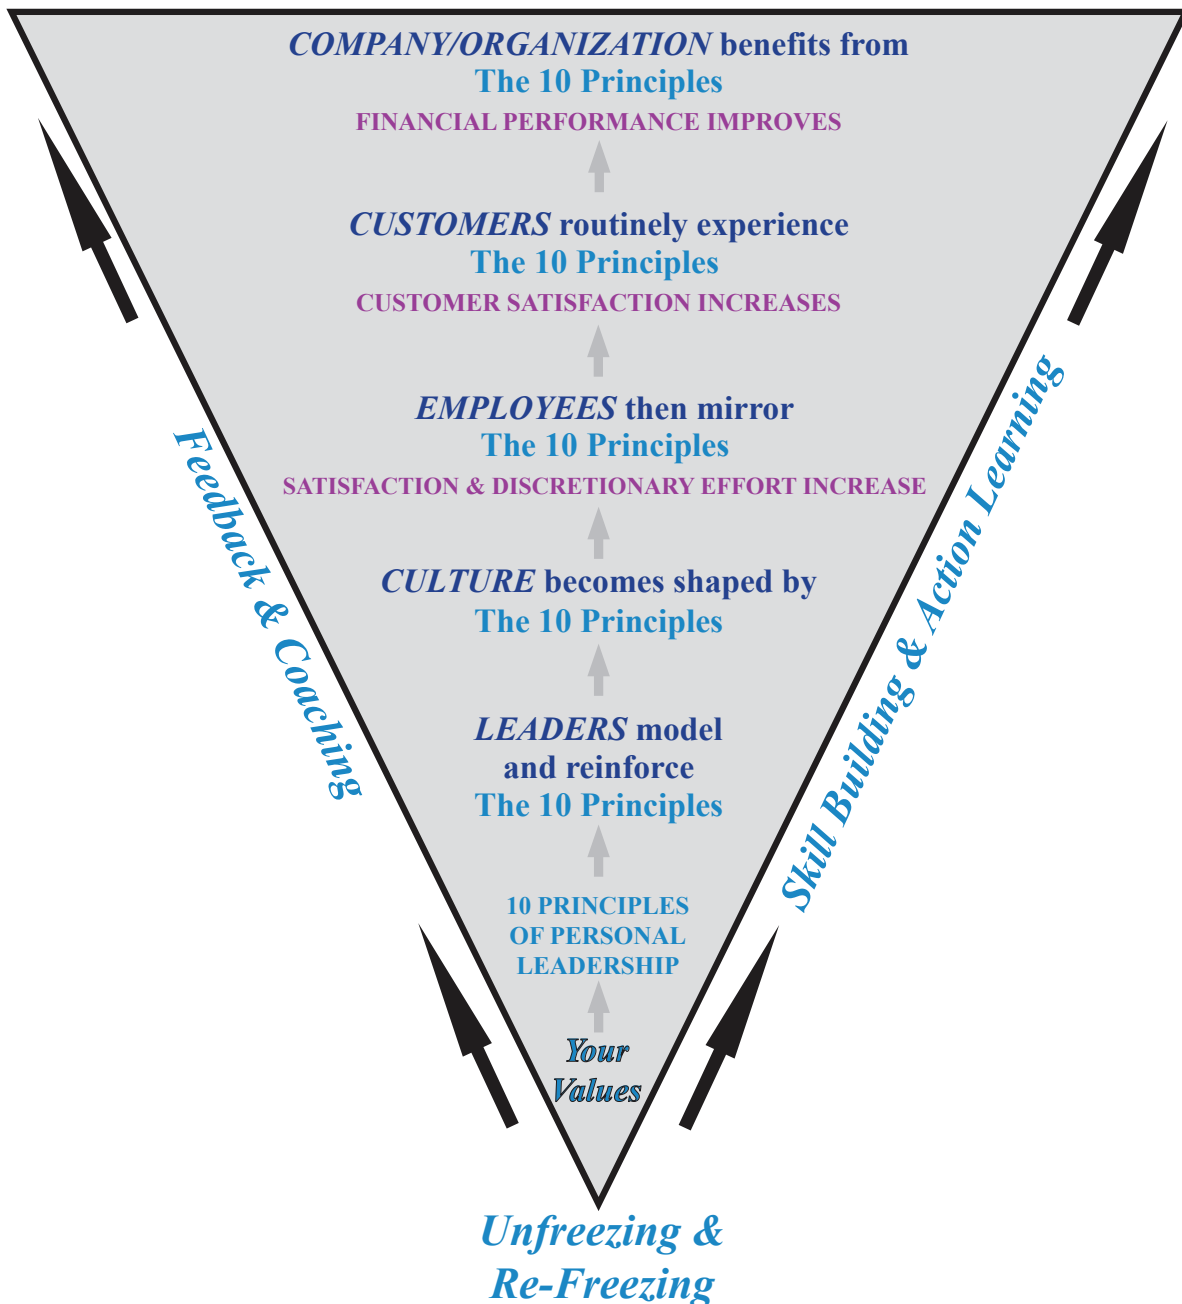 COMPANY/ORGANIZATION benefits from
The 10 Principles
FINANCIAL PERFORMANCE IMPROVES
CUSTOMERS routinely experience
The 10 Principles
CUSTOMER SATISFACTION INCREASES
EMPLOYEES then mirror
The 10 Principles
SATISFACTION & DISCRETIONARY EFFORT INCREASE
CULTURE becomes shaped by
The 10 Principles
LEADERS model
and reinforce
The 10 Principles
10 PRINCIPLES
OF PERSONAL
LEADERSHIP
Your
Values
Feedback & Coaching
Skill Building & Action Learning
Unfreezing &
Re-Freezing